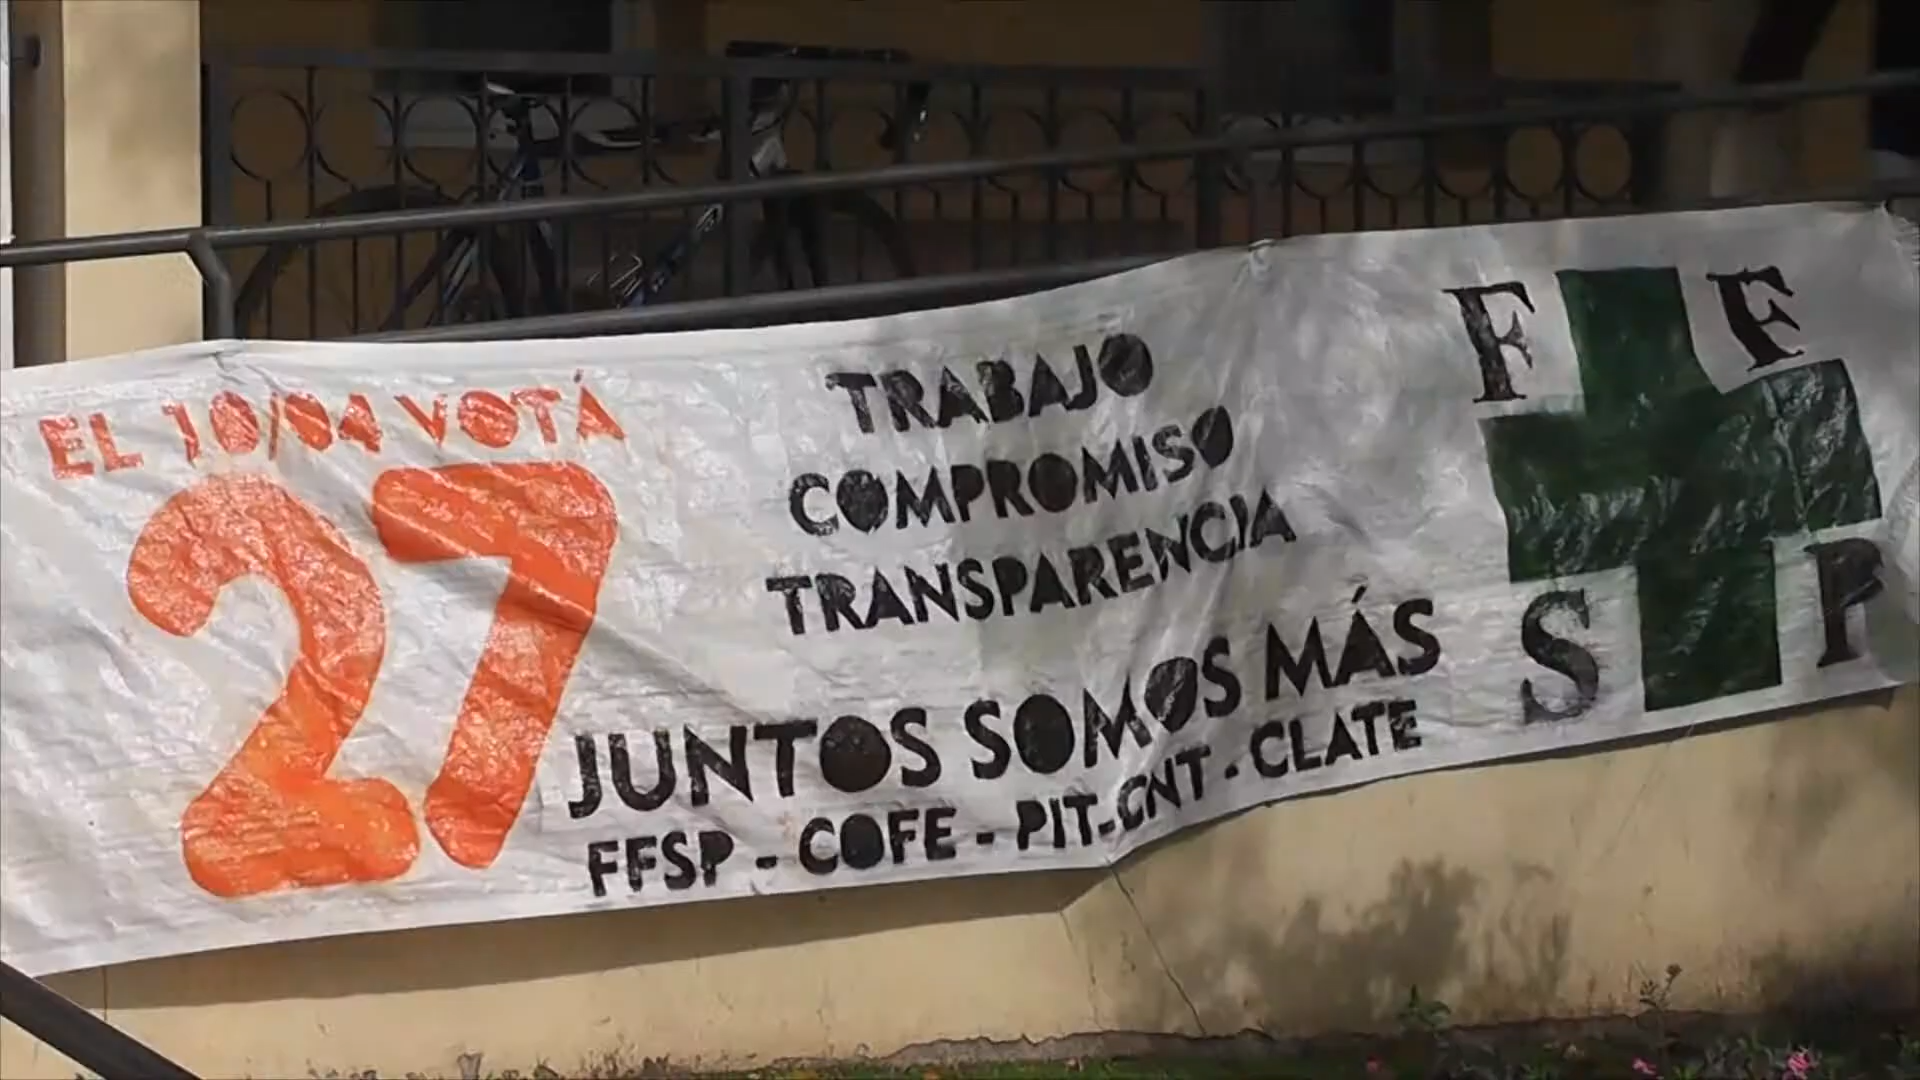 EL 10/04 VOTÁ
27
TRABAJO
COMPROMISO
TRANSPARENCIA
JUNTOS SOMOS MÁS
FFSP - COFE - PIT-CNT - CLATE
F F
S P